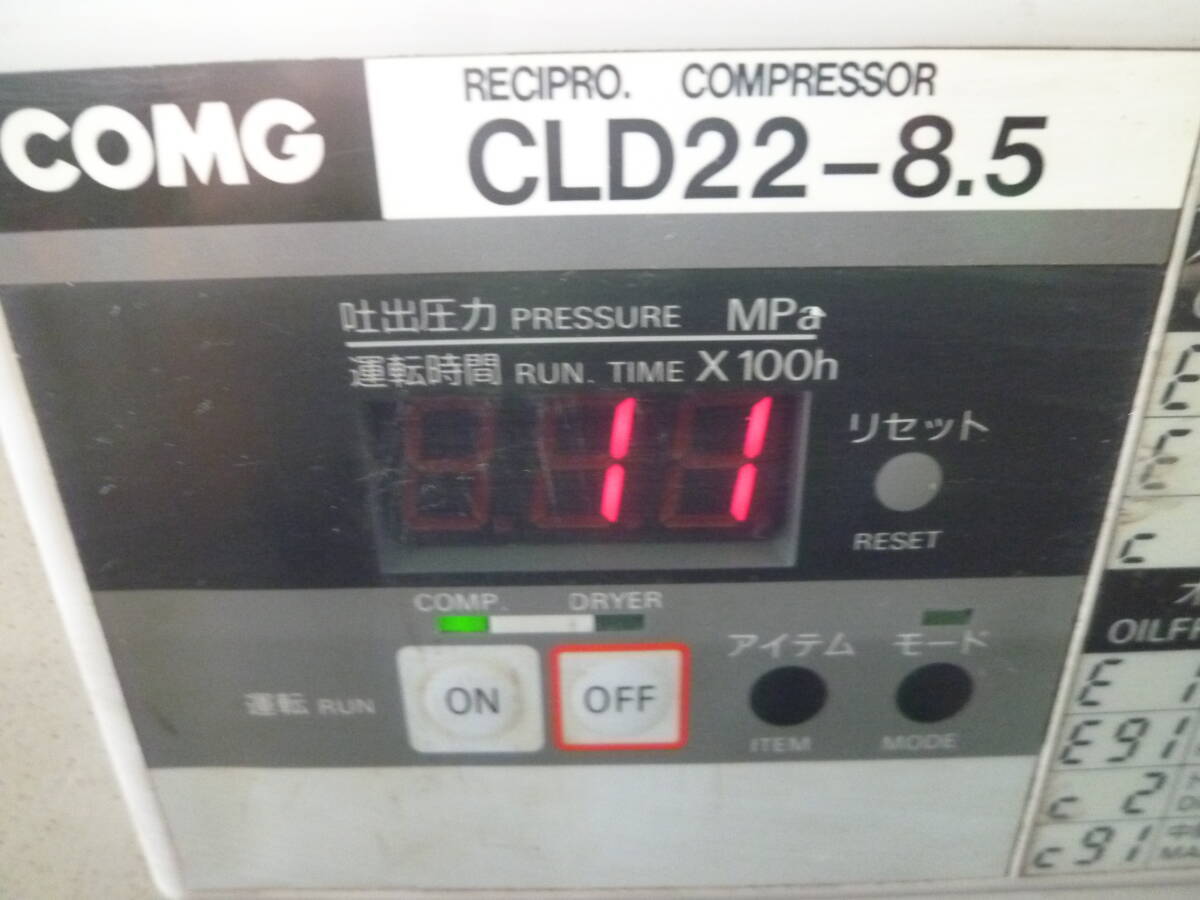 COMG
RECIPRO. COMPRESSOR
CLD22-8.5
吐出圧力 PRESSURE MPa
運転時間 RUN. TIME X100h
11
リセット
RESET
COMP. DRYER
運転 RUN
ON
OFF
アイテム
ITEM
モード
MODE
E
E
c
E 1
E91
c 2
c91